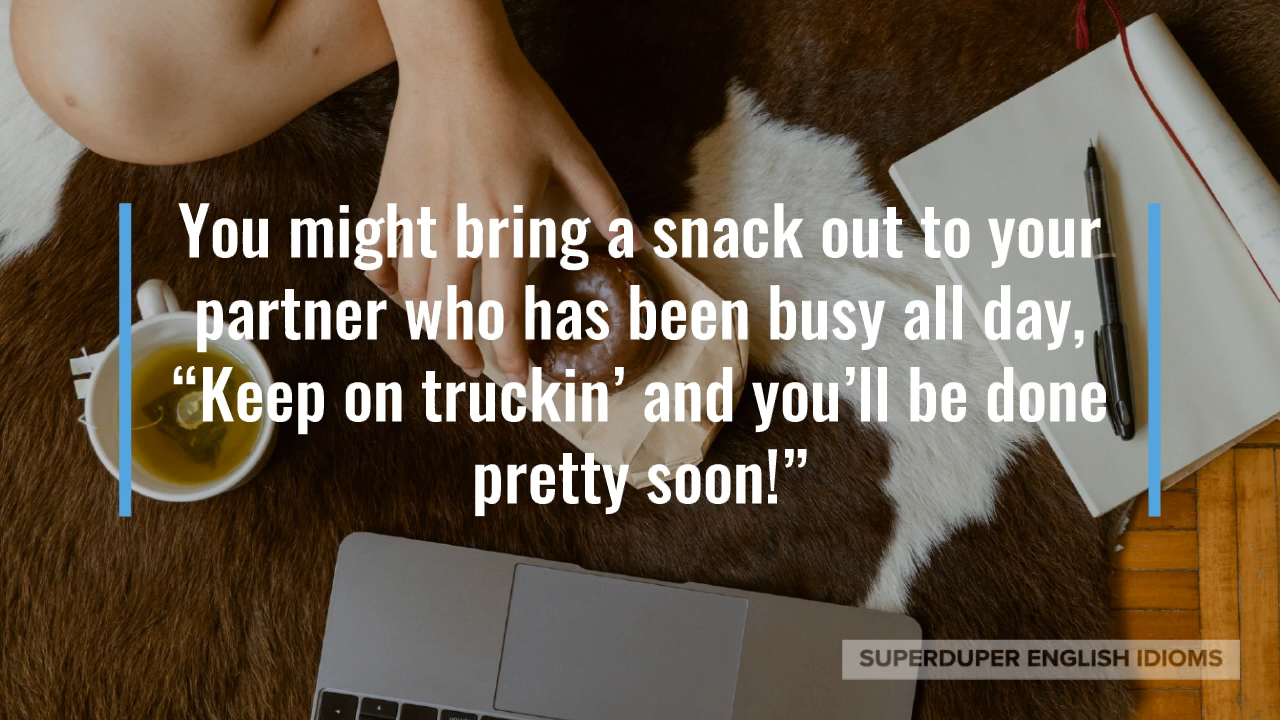 You might bring a snack out to your
partner who has been busy all day,
“Keep on truckin’ and you’ll be done
pretty soon!”
SUPERDUPER ENGLISH IDIOMS